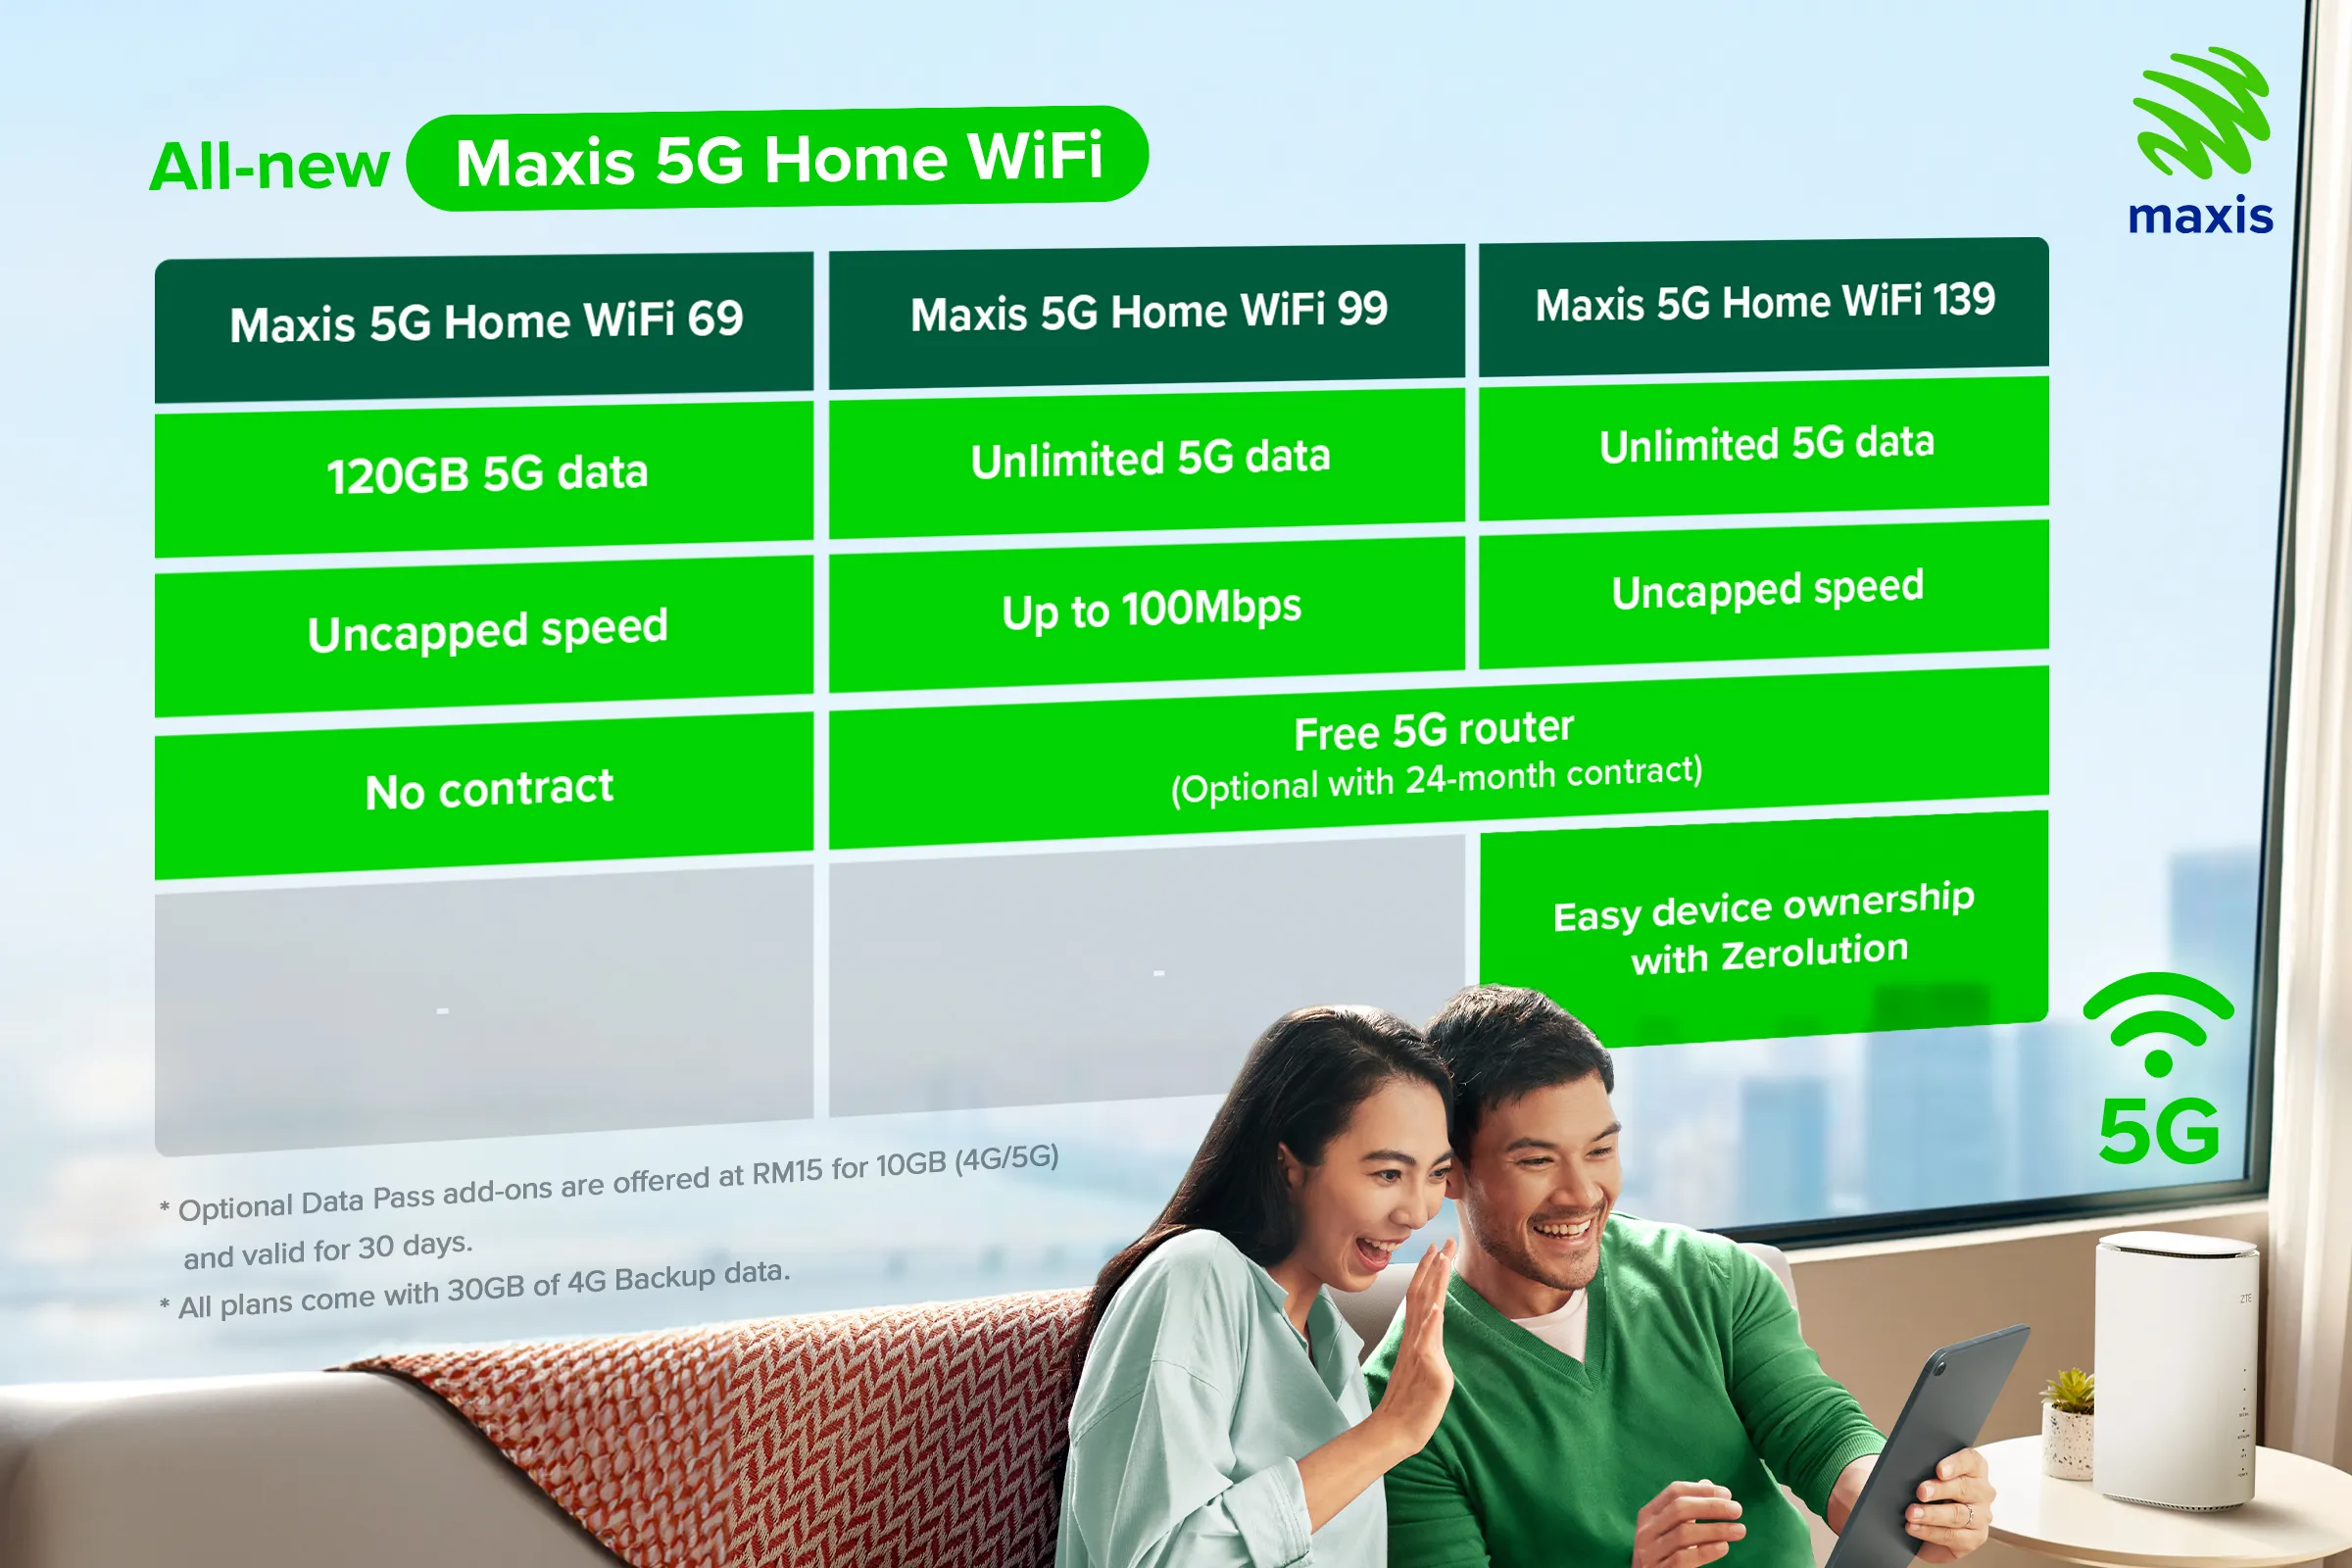 All-new Maxis 5G Home WiFi
maxis
Maxis 5G Home WiFi 69
Maxis 5G Home WiFi 99
Maxis 5G Home WiFi 139
120GB 5G data
Unlimited 5G data
Unlimited 5G data
Uncapped speed
Up to 100Mbps
Uncapped speed
No contract
Free 5G router
(Optional with 24-month contract)
-
-
Easy device ownership
with Zerolution
5G
* Optional Data Pass add-ons are offered at RM15 for 10GB (4G/5G)
and valid for 30 days.
* All plans come with 30GB of 4G Backup data.
ZTE